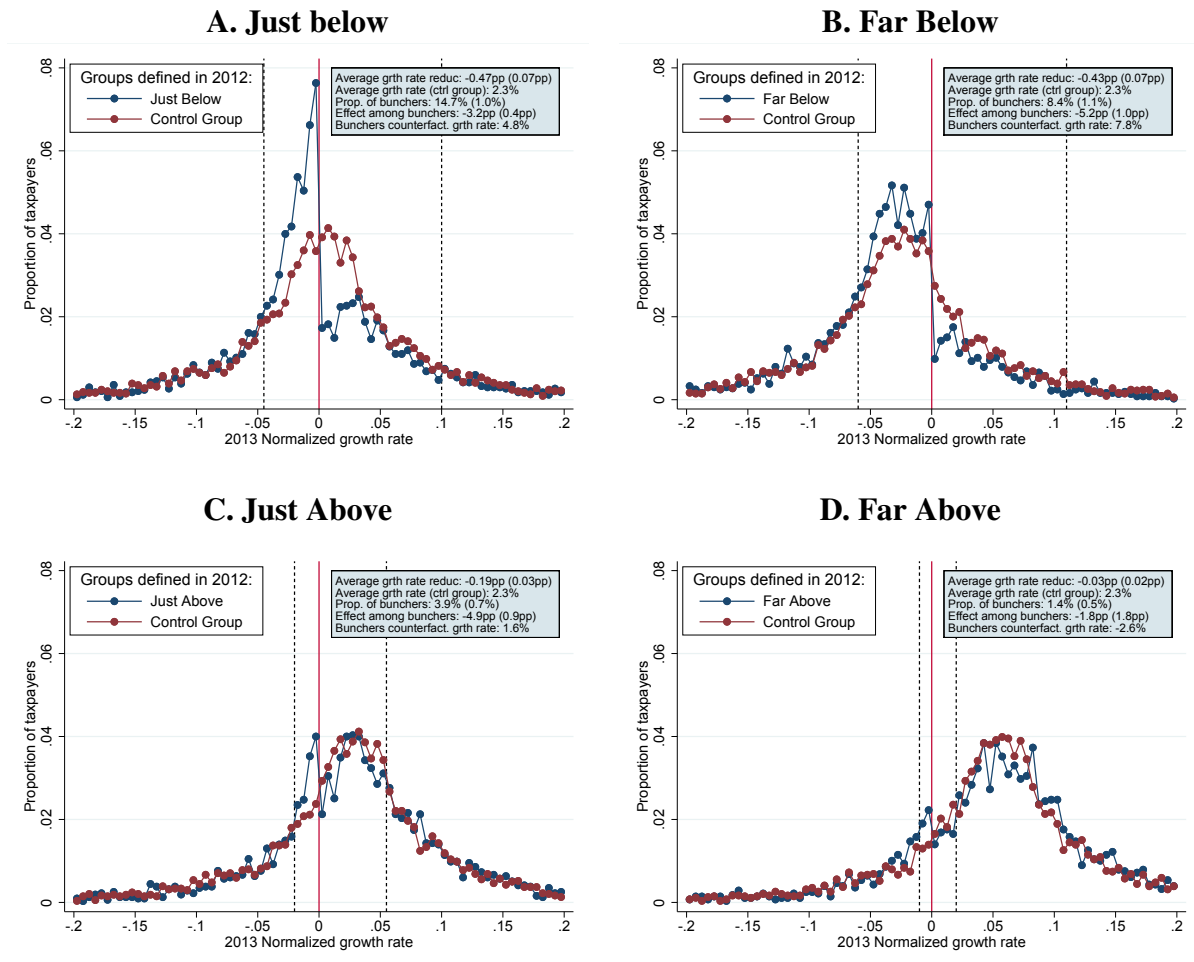 A. Just below
Groups defined in 2012:
Just Below
Control Group
Average grth rate reduc: -0.47pp (0.07pp)
Average grth rate (ctrl group): 2.3%
Prop. of bunchers: 14.7% (1.0%)
Effect among bunchers: -3.2pp (0.4pp)
Bunchers counterfact. grth rate: 4.8%
Proportion of taxpayers
.08
.06
.04
.02
0
-.2 -.15 -.1 -.05 0 .05 .1 .15 .2
2013 Normalized growth rate
B. Far Below
Groups defined in 2012:
Far Below
Control Group
Average grth rate reduc: -0.43pp (0.07pp)
Average grth rate (ctrl group): 2.3%
Prop. of bunchers: 8.4% (1.1%)
Effect among bunchers: -5.2pp (1.0pp)
Bunchers counterfact. grth rate: 7.8%
Proportion of taxpayers
.08
.06
.04
.02
0
-.2 -.15 -.1 -.05 0 .05 .1 .15 .2
2013 Normalized growth rate
C. Just Above
Groups defined in 2012:
Just Above
Control Group
Average grth rate reduc: -0.19pp (0.03pp)
Average grth rate (ctrl group): 2.3%
Prop. of bunchers: 3.9% (0.7%)
Effect among bunchers: -4.9pp (0.9pp)
Bunchers counterfact. grth rate: 1.6%
Proportion of taxpayers
.08
.06
.04
.02
0
-.2 -.15 -.1 -.05 0 .05 .1 .15 .2
2013 Normalized growth rate
D. Far Above
Groups defined in 2012:
Far Above
Control Group
Average grth rate reduc: -0.03pp (0.02pp)
Average grth rate (ctrl group): 2.3%
Prop. of bunchers: 1.4% (0.5%)
Effect among bunchers: -1.8pp (1.8pp)
Bunchers counterfact. grth rate: -2.6%
Proportion of taxpayers
.08
.06
.04
.02
0
-.2 -.15 -.1 -.05 0 .05 .1 .15 .2
2013 Normalized growth rate